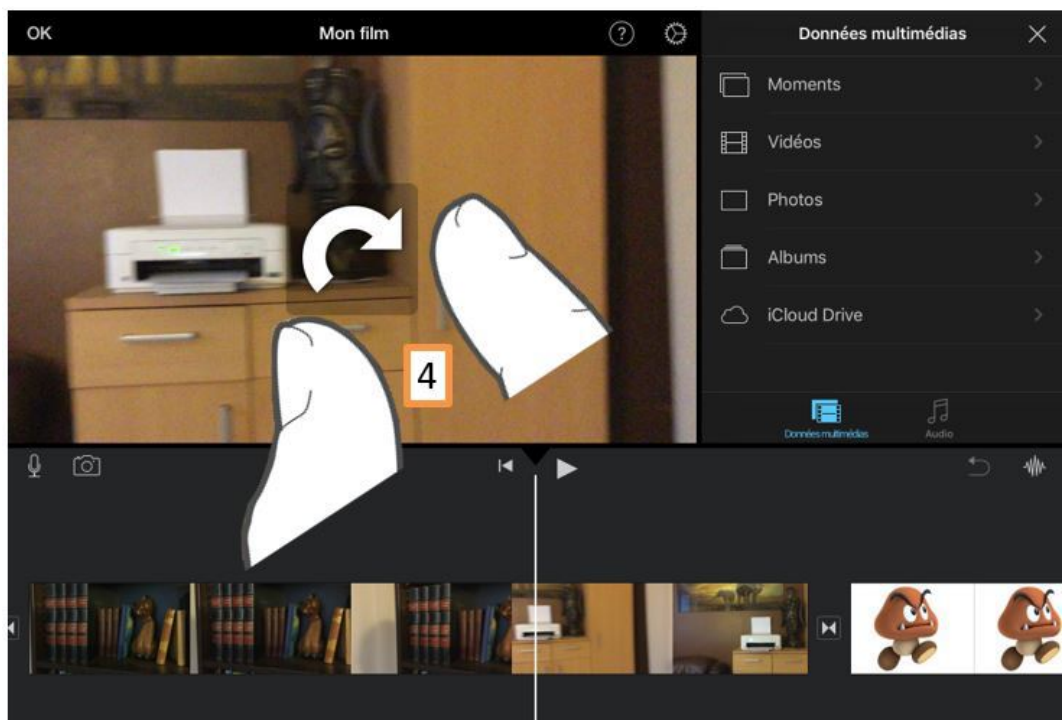 OK
Mon film
?
Données multimédias
Moments
Vidéos
Photos
Albums
iCloud Drive
4
Données multimédias
Audio